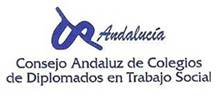 Andalucía
Consejo Andaluz de Colegios
de Diplomados en Trabajo Social